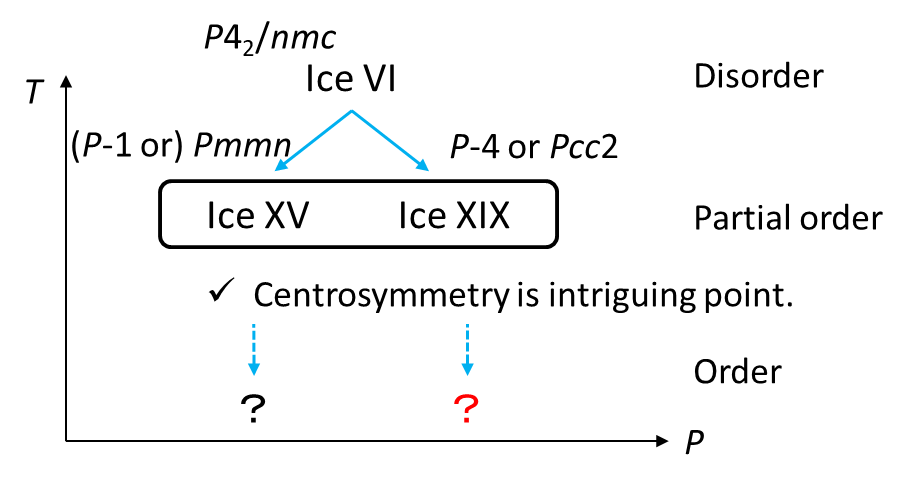 P4₂/nmc
Ice VI
Disorder
T
(P-1 or) Pmmn
P-4 or Pcc2
Ice XV
Ice XIX
Partial order
✓ Centrosymmetry is intriguing point.
Order
?
?
P